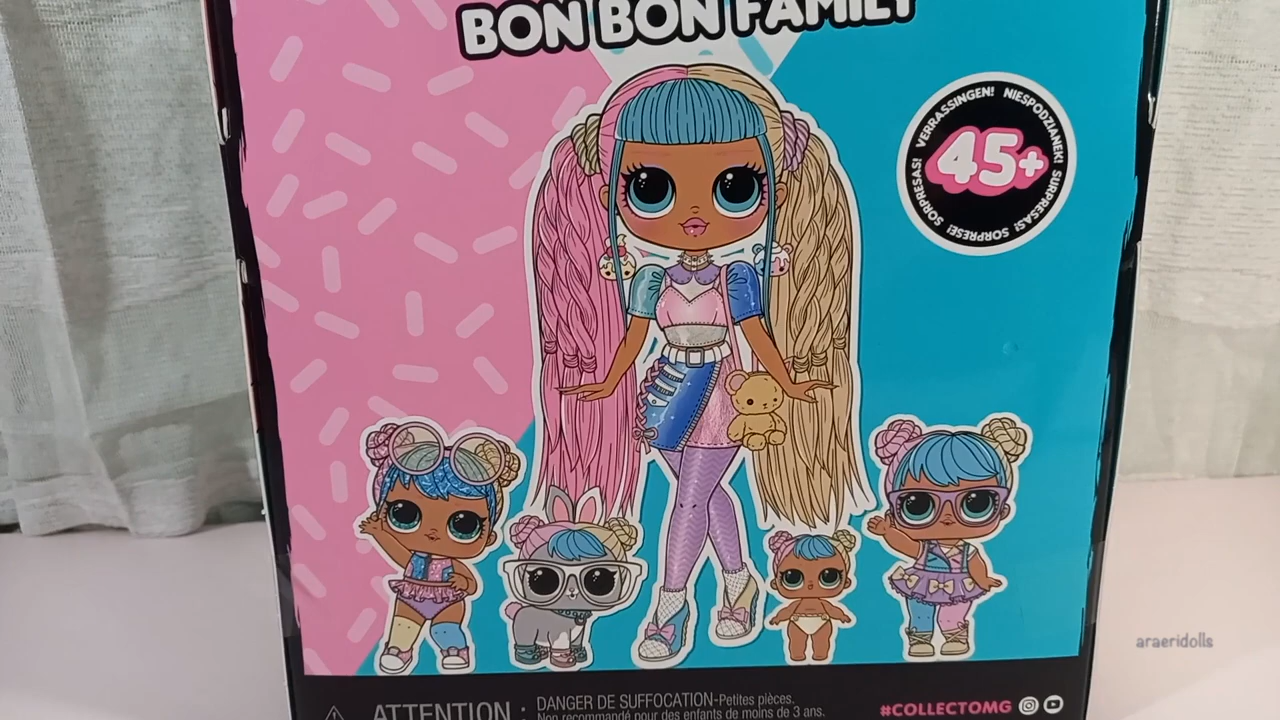 BON BON FAMILY
VERRASSINGEN! NIESPODZIANEK! SURPRESAS! SORPRESE! SORPRESAS!
45+
araeridolls
ATTENTION : DANGER DE SUFFOCATION-Petites pièces.
Non recommandé pour des enfants de moins de 3 ans.
#COLLECTOMG